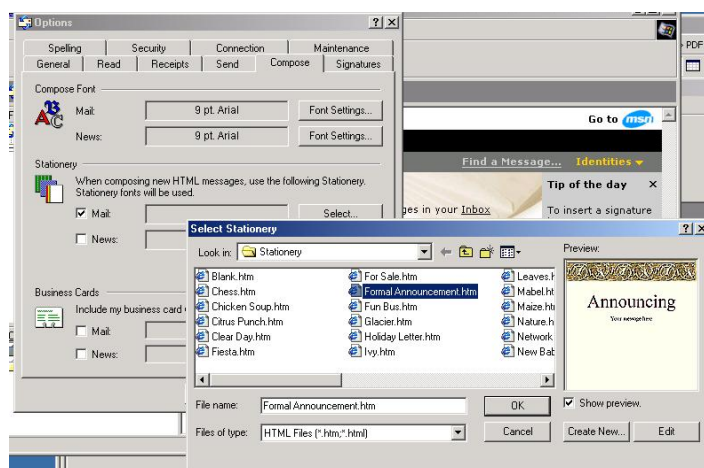 Options
Spelling Security Connection Maintenance
General Read Receipts Send Compose Signatures
Compose Font
Mail: 9 pt. Arial Font Settings...
News: 9 pt. Arial Font Settings...
Stationery
When composing new HTML messages, use the following Stationery.
Stationery fonts will be used.
Mail: Select...
News:
Business Cards
Include my business card
Mail:
News:
PDF
Go to msn
Find a Message... Identities
Tip of the day
ges in your Inbox
To insert a signature
Select Stationery
Look in: Stationery
Preview:
Blank.htm For Sale.htm Leaves.h
Chess.htm Formal Announcement.htm Mabel.ht
Chicken Soup.htm Fun Bus.htm Maize.ht
Citrus Punch.htm Glacier.htm Nature.h
Clear Day.htm Holiday Letter.htm Network
Fiesta.htm Ivy.htm New Bab
Announcing
Your message here
File name: Formal Announcement.htm OK
Show preview.
Files of type: HTML Files (*.htm;*.html) Cancel Create New... Edit